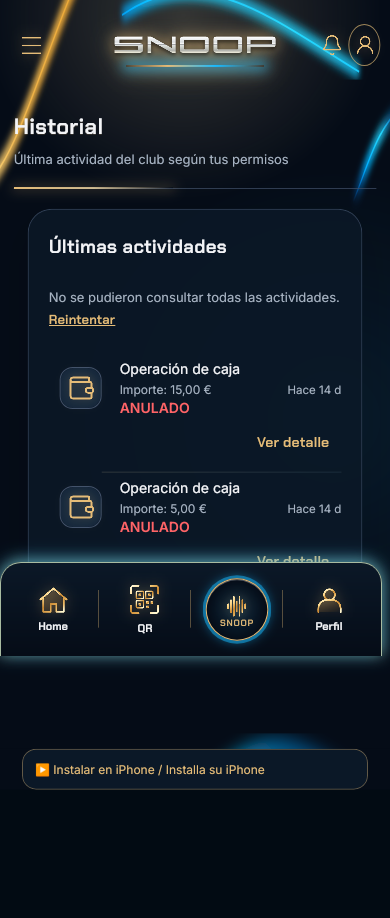 SNOOP
Historial
Última actividad del club según tus permisos
Últimas actividades
No se pudieron consultar todas las actividades.
Reintentar
Operación de caja
Importe: 15,00 €
Hace 14 d
ANULADO
Ver detalle
Operación de caja
Importe: 5,00 €
Hace 14 d
ANULADO
Ver detalle
Home
QR
SNOOP
Perfil
Instalar en iPhone / Installa su iPhone